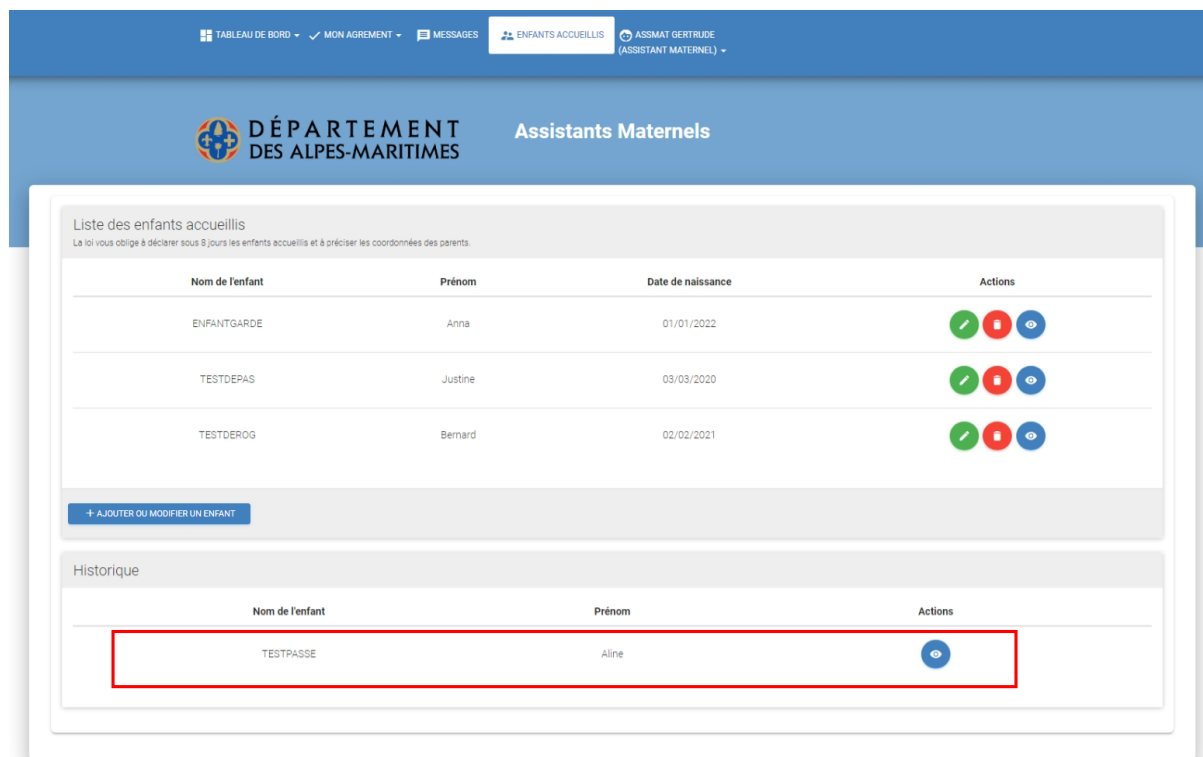 TABLEAU DE BORD MON AGREMENT MESSAGES ENFANTS ACCUEILLIS ASSMAT GERTRUDE
(ASSISTANT MATERNEL)
DÉPARTEMENT
DES ALPES-MARITIMES
Assistants Maternels
Liste des enfants accueillis
La loi vous oblige à déclarer sous 8 jours les enfants accueillis et à préciser les coordonnées des parents.
Nom de l'enfant Prénom Date de naissance Actions
ENFANTGARDE Anna 01/01/2022
TESTDEPAS Justine 03/03/2020
TESTDEROG Bernard 02/02/2021
+ AJOUTER OU MODIFIER UN ENFANT
Historique
Nom de l'enfant Prénom Actions
TESTPASSE Aline